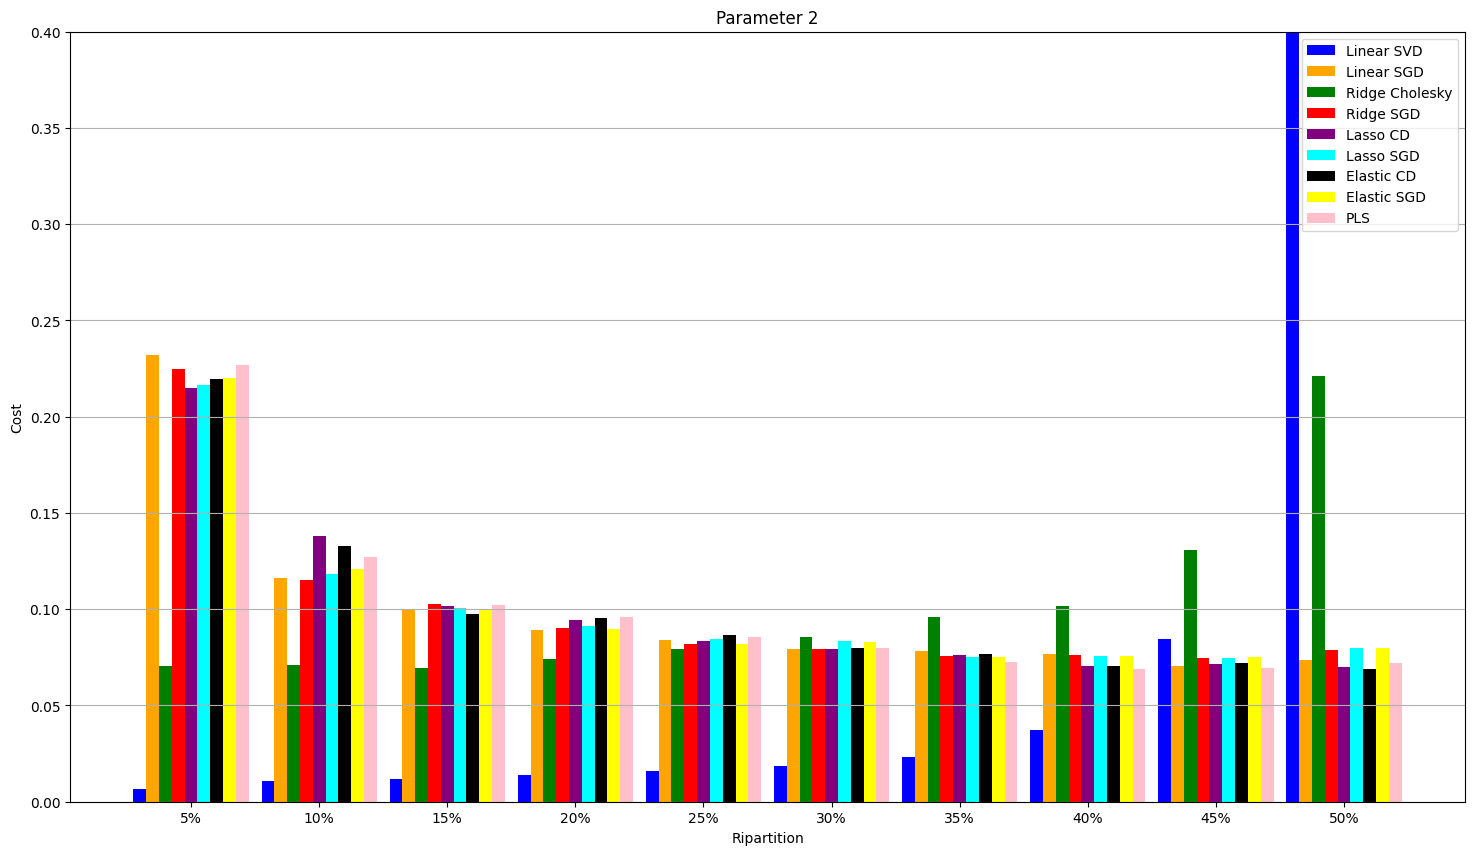 Parameter 2
Cost
0.40
0.35
0.30
0.25
0.20
0.15
0.10
0.05
0.00
Linear SVD
Linear SGD
Ridge Cholesky
Ridge SGD
Lasso CD
Lasso SGD
Elastic CD
Elastic SGD
PLS
5% 10% 15% 20% 25% 30% 35% 40% 45% 50%
Ripartition